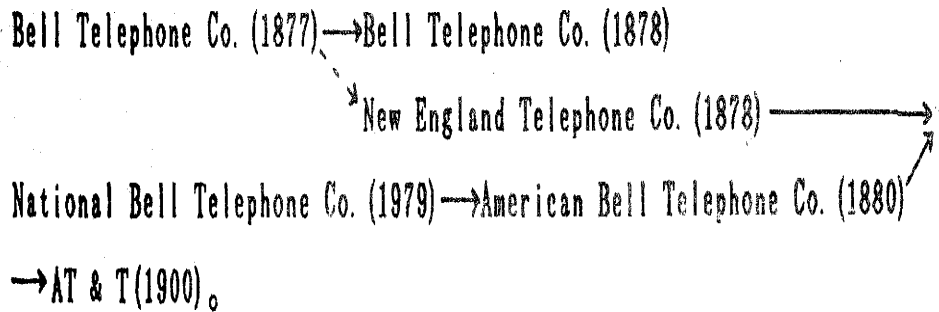 Bell Telephone Co. (1877)→Bell Telephone Co. (1878)
New England Telephone Co. (1878)→
National Bell Telephone Co. (1979)→American Bell Telephone Co. (1880)
→AT & T(1900)。